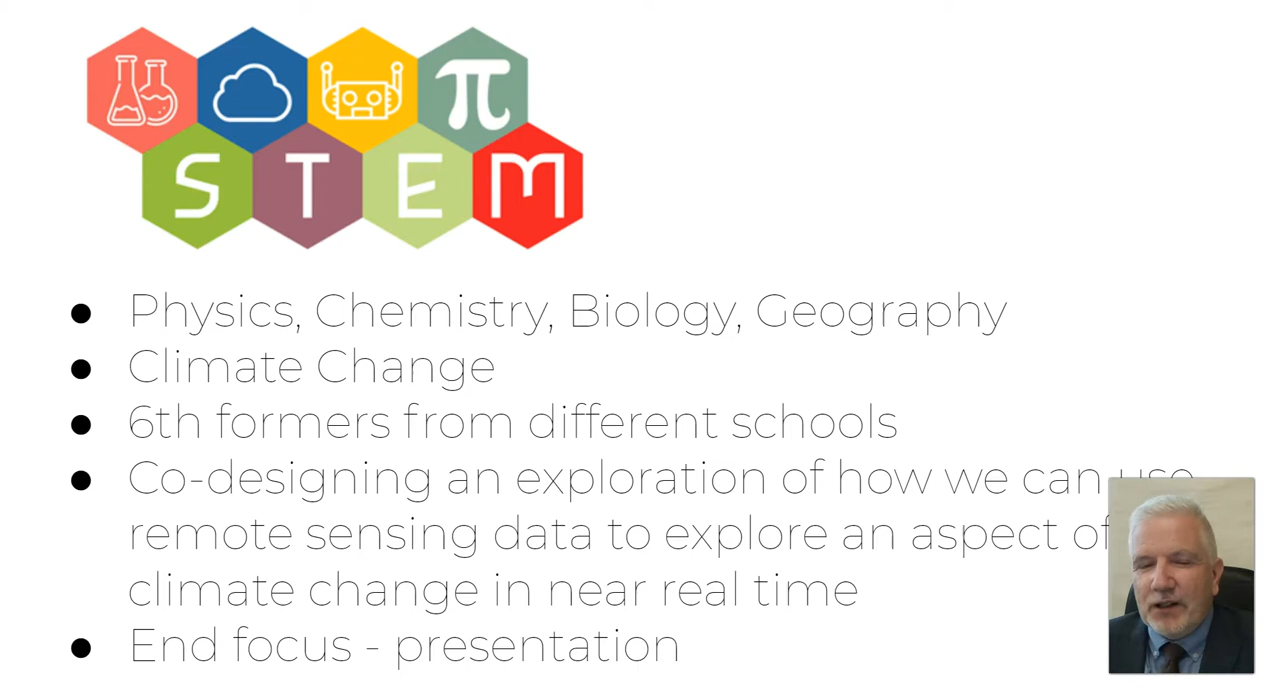 π
STEM
● Physics, Chemistry, Biology, Geography
● Climate Change
● 6th formers from different schools
● Co-designing an exploration of how we can use
remote sensing data to explore an aspect of
climate change in near real time
● End focus - presentation